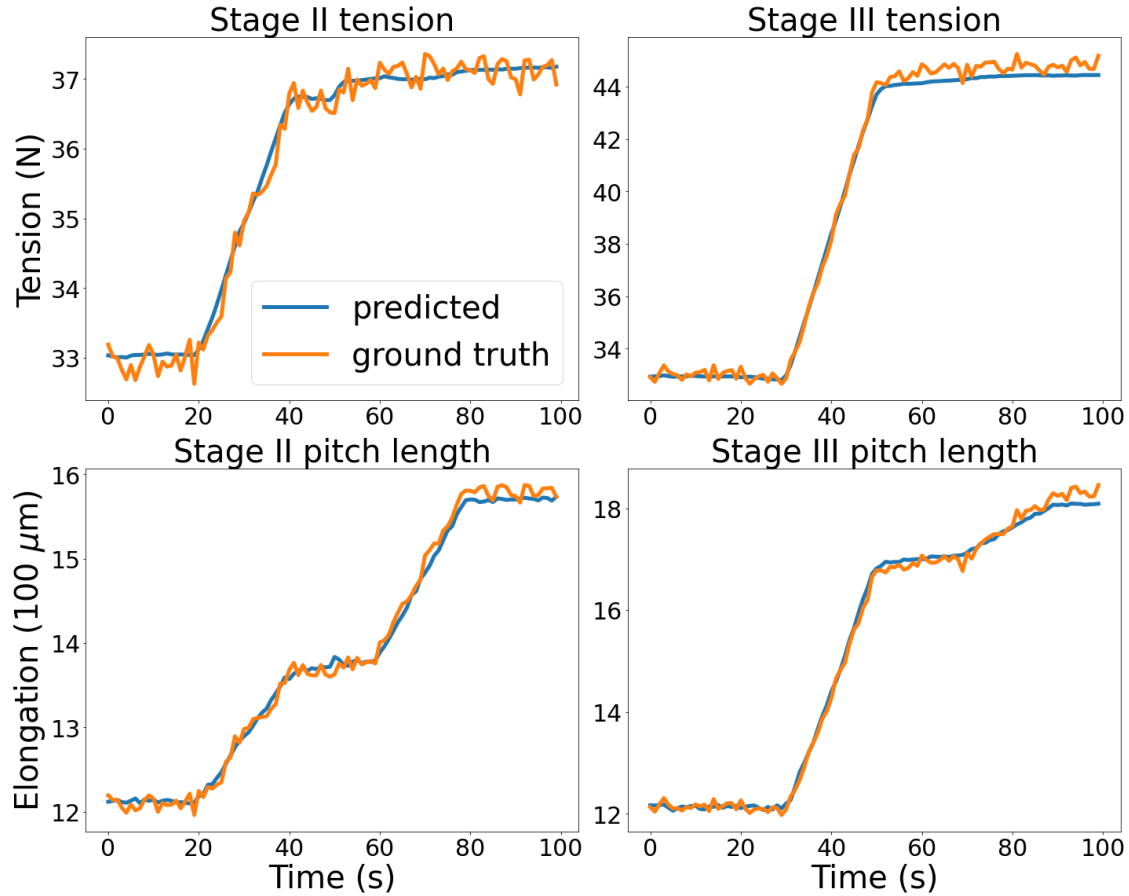 Stage II tension
Stage III tension
Tension (N)
37
36
35
34
33
0 20 40 60 80 100
predicted
ground truth
44
42
40
38
36
34
0 20 40 60 80 100
Stage II pitch length
Stage III pitch length
Elongation (100 μm)
16
15
14
13
12
0 20 40 60 80 100
Time (s)
18
16
14
12
0 20 40 60 80 100
Time (s)